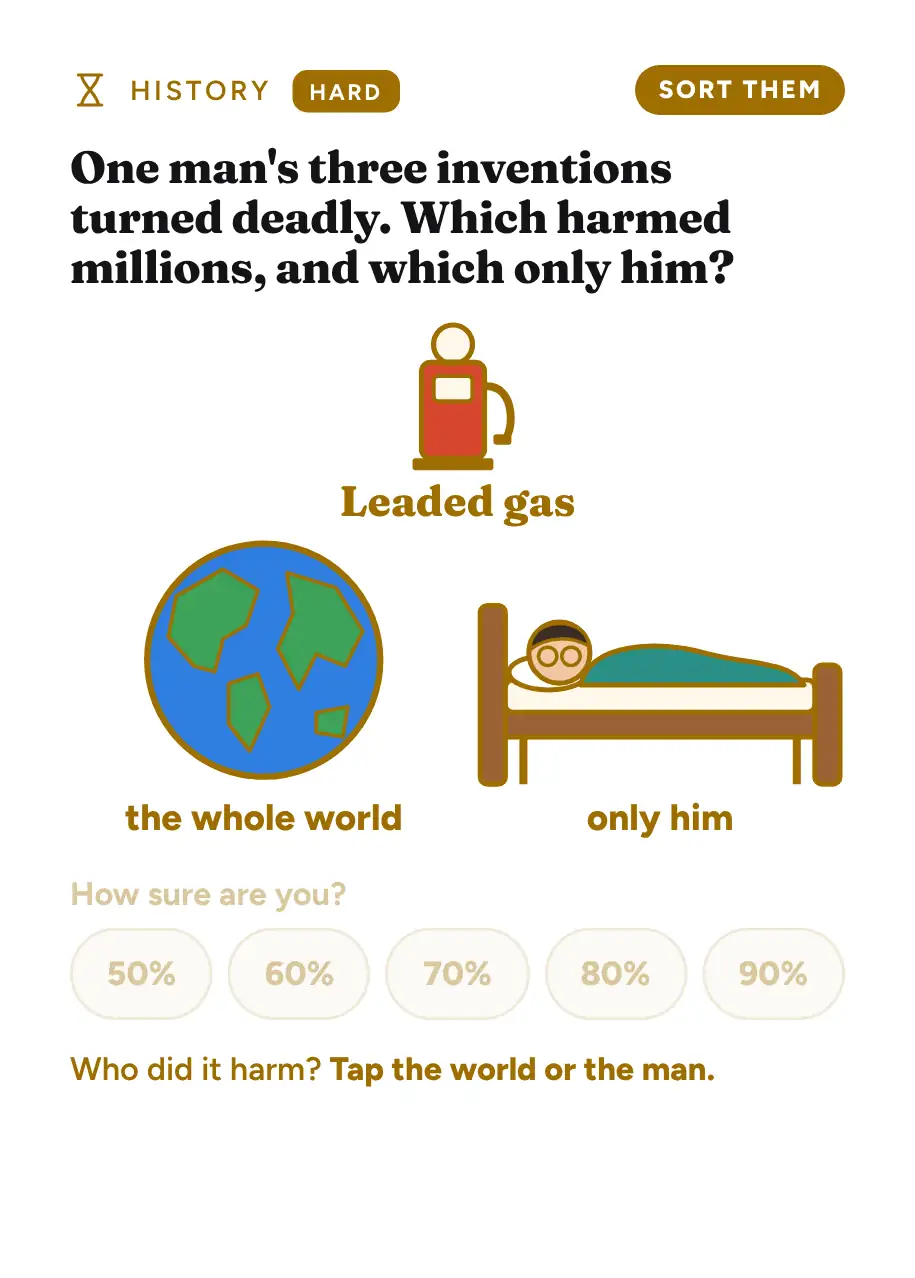 HISTORY HARD SORT THEM
One man's three inventions
turned deadly. Which harmed
millions, and which only him?
Leaded gas
the whole world only him
How sure are you?
50% 60% 70% 80% 90%
Who did it harm? Tap the world or the man.